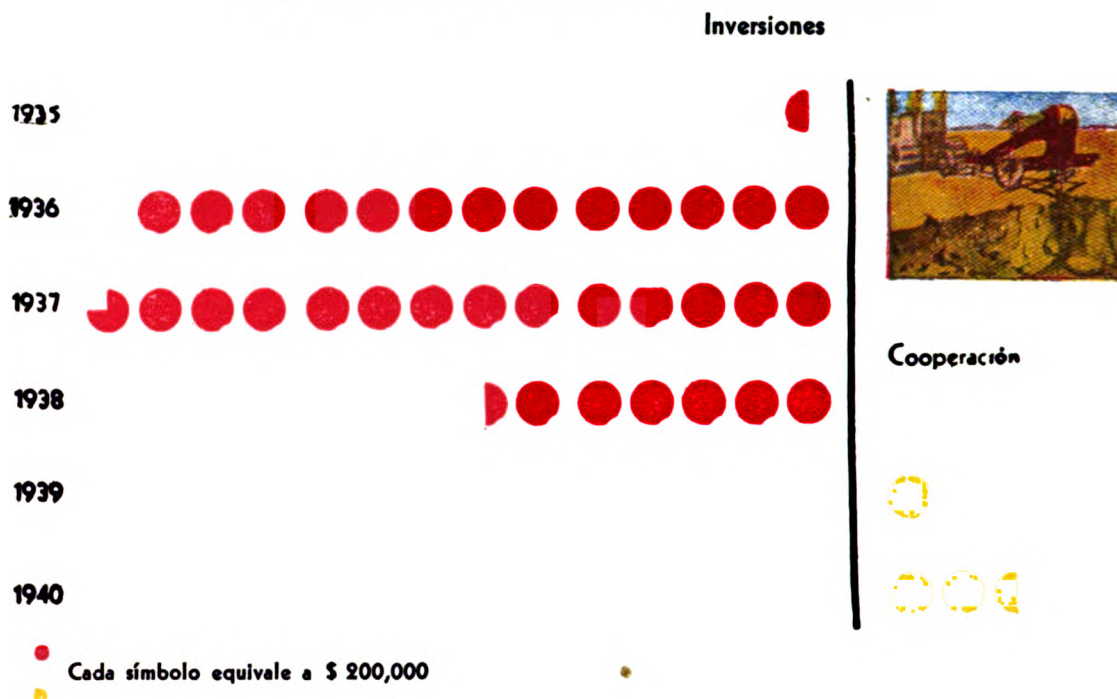 Inversiones
1935
1936
1937
1938
Cooperación
1939
1940
Cada símbolo equivale a $ 200,000